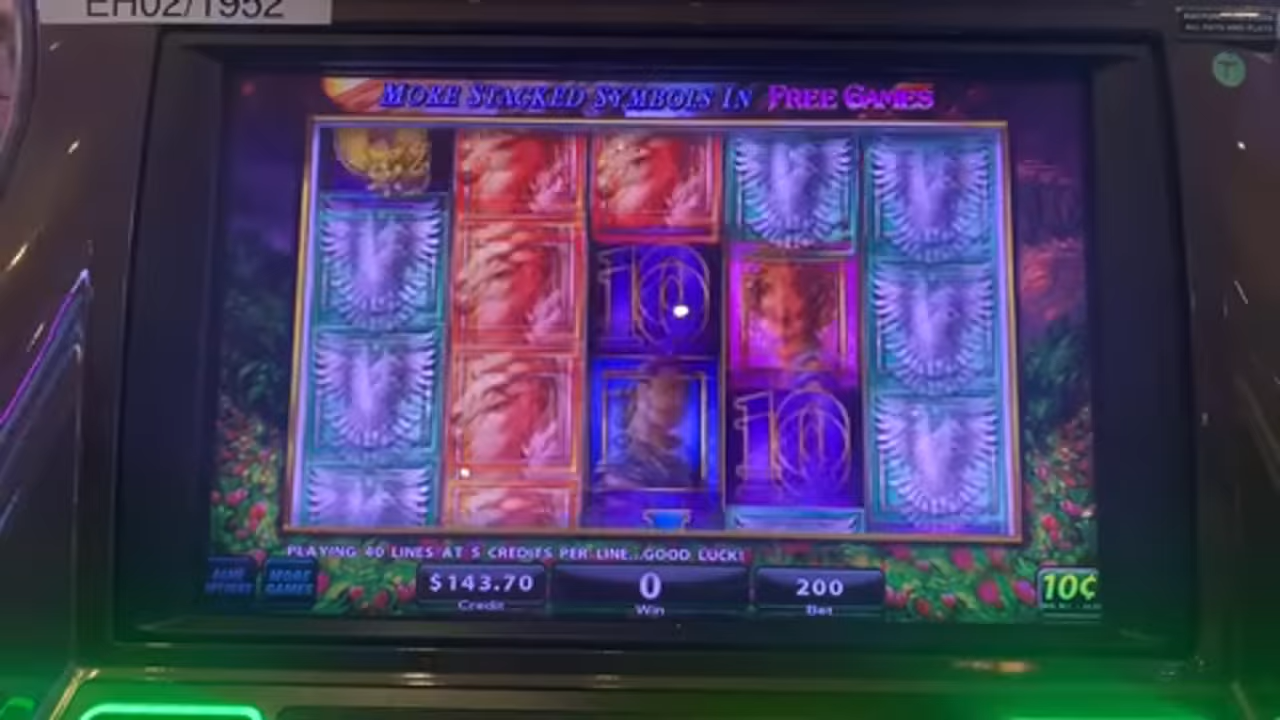 EH02/1952
MORE STACKED SYMBOLS IN FREE GAMES
10
10
PLAYING 40 LINES AT 5 CREDITS PER LINE...GOOD LUCK!
MORE GAMES
$143.70
Credit
0
Win
200
Bet
10¢